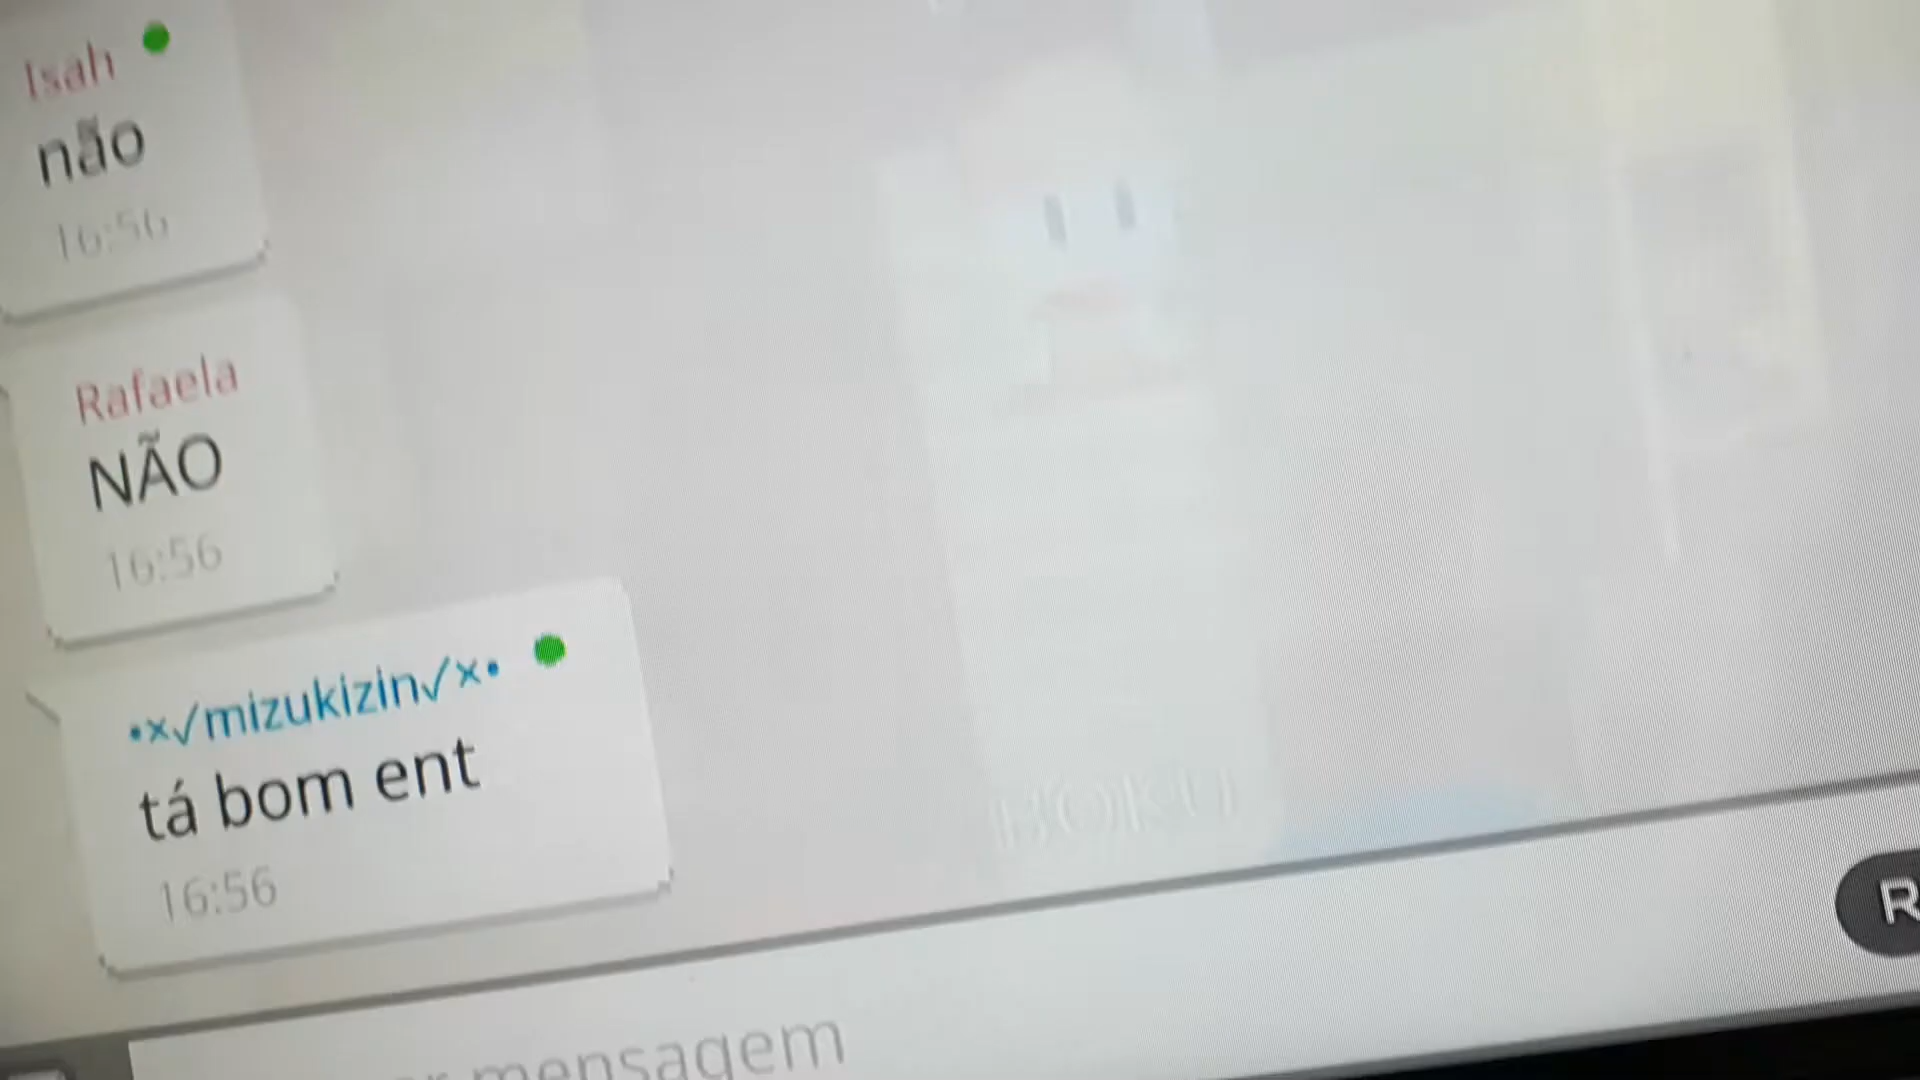 Isah
não
16:56
Rafaela
NÃO
16:56
•×√mizukizin√×•
tá bom ent
16:56
mensagem
R